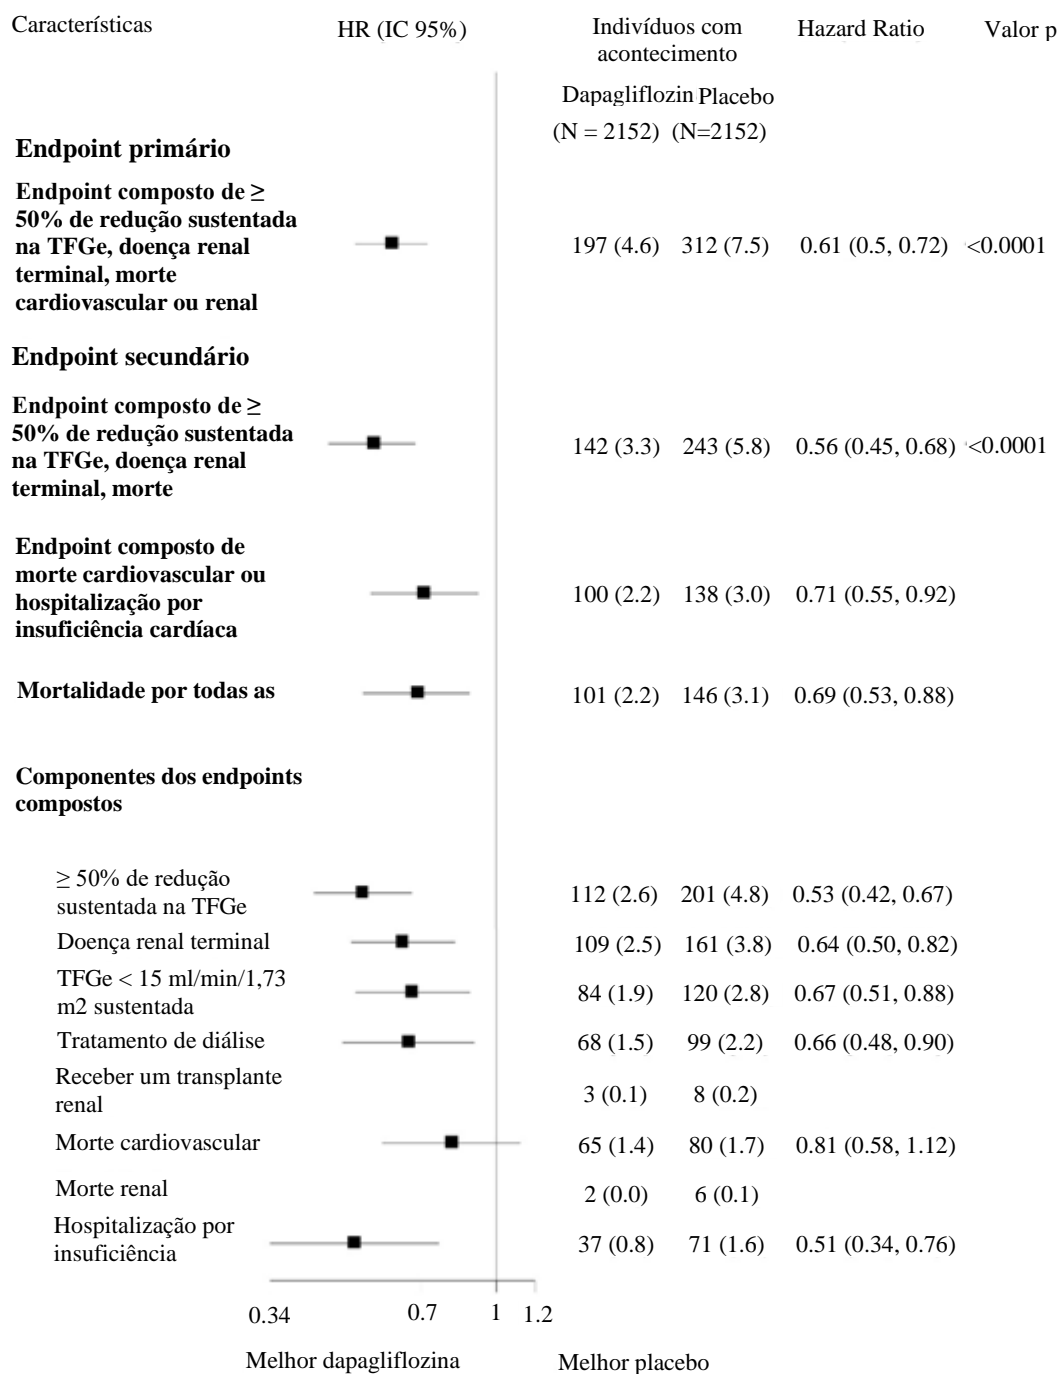 Características HR (IC 95%) Indivíduos com acontecimento Hazard Ratio Valor p
Dapagliflozin Placebo
(N = 2152) (N=2152)
Endpoint primário
Endpoint composto de ≥
50% de redução sustentada
na TFGe, doença renal 197 (4.6) 312 (7.5) 0.61 (0.5, 0.72) <0.0001
terminal, morte
cardiovascular ou renal
Endpoint secundário
Endpoint composto de ≥
50% de redução sustentada 142 (3.3) 243 (5.8) 0.56 (0.45, 0.68) <0.0001
na TFGe, doença renal
terminal, morte
Endpoint composto de
morte cardiovascular ou
hospitalização por 100 (2.2) 138 (3.0) 0.71 (0.55, 0.92)
insuficiência cardíaca
Mortalidade por todas as 101 (2.2) 146 (3.1) 0.69 (0.53, 0.88)
Componentes dos endpoints
compostos
≥ 50% de redução
sustentada na TFGe 112 (2.6) 201 (4.8) 0.53 (0.42, 0.67)
Doença renal terminal 109 (2.5) 161 (3.8) 0.64 (0.50, 0.82)
TFGe < 15 ml/min/1,73
m2 sustentada 84 (1.9) 120 (2.8) 0.67 (0.51, 0.88)
Tratamento de diálise 68 (1.5) 99 (2.2) 0.66 (0.48, 0.90)
Receber um transplante
renal 3 (0.1) 8 (0.2)
Morte cardiovascular 65 (1.4) 80 (1.7) 0.81 (0.58, 1.12)
Morte renal 2 (0.0) 6 (0.1)
Hospitalização por
insuficiência 37 (0.8) 71 (1.6) 0.51 (0.34, 0.76)
0.34 0.7 1 1.2
Melhor dapagliflozina Melhor placebo